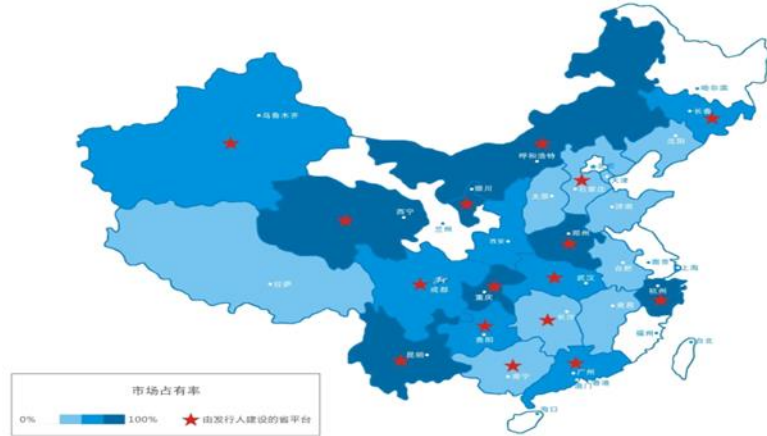 哈尔滨
长春
乌鲁木齐
沈阳
呼和浩特
银川
石家庄
太原
济南
西宁
兰州
西安
郑州
南京
合肥
上海
拉萨
成都
武汉
杭州
重庆
南昌
长沙
贵阳
福州
台北
昆明
南宁
广州
香港
澳门
海口
市场占有率
0%
100%
由发行人建设的省平台